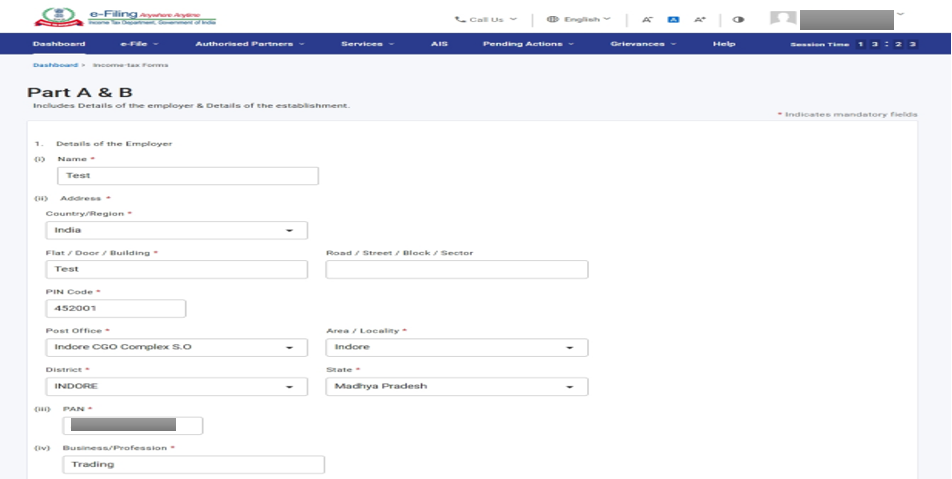 e-Filing Anywhere Anytime
Income Tax Department, Government of India
Call Us English A- A A+
Dashboard e-File Authorised Partners Services AIS Pending Actions Grievances Help Session Time 1 3 : 2 3
Dashboard > Income-tax Forms
Part A & B
Includes Details of the employer & Details of the establishment.
* Indicates mandatory fields
1. Details of the Employer
(i) Name *
Test
(ii) Address *
Country/Region *
India
Flat / Door / Building * Road / Street / Block / Sector
Test
PIN Code *
452001
Post Office * Area / Locality *
Indore CGO Complex S.O Indore
District * State *
INDORE Madhya Pradesh
(iii) PAN *
(iv) Business/Profession *
Trading